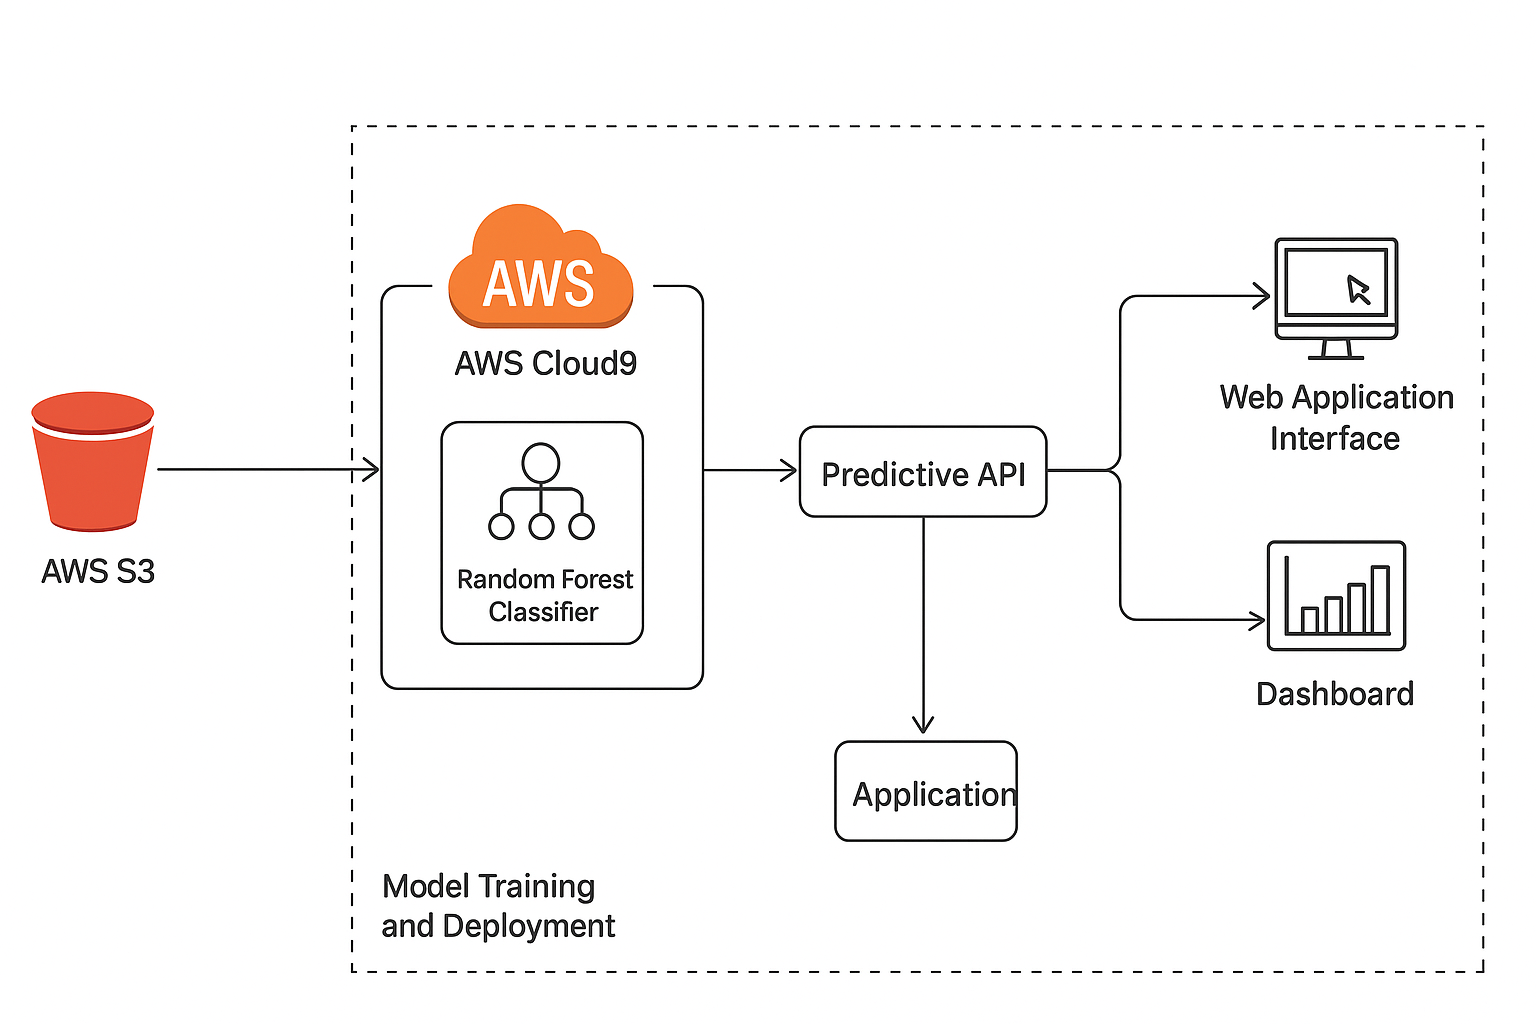 AWS
AWS Cloud9
AWS S3
Random Forest
Classifier
Predictive API
Web Application
Interface
Dashboard
Application
Model Training
and Deployment